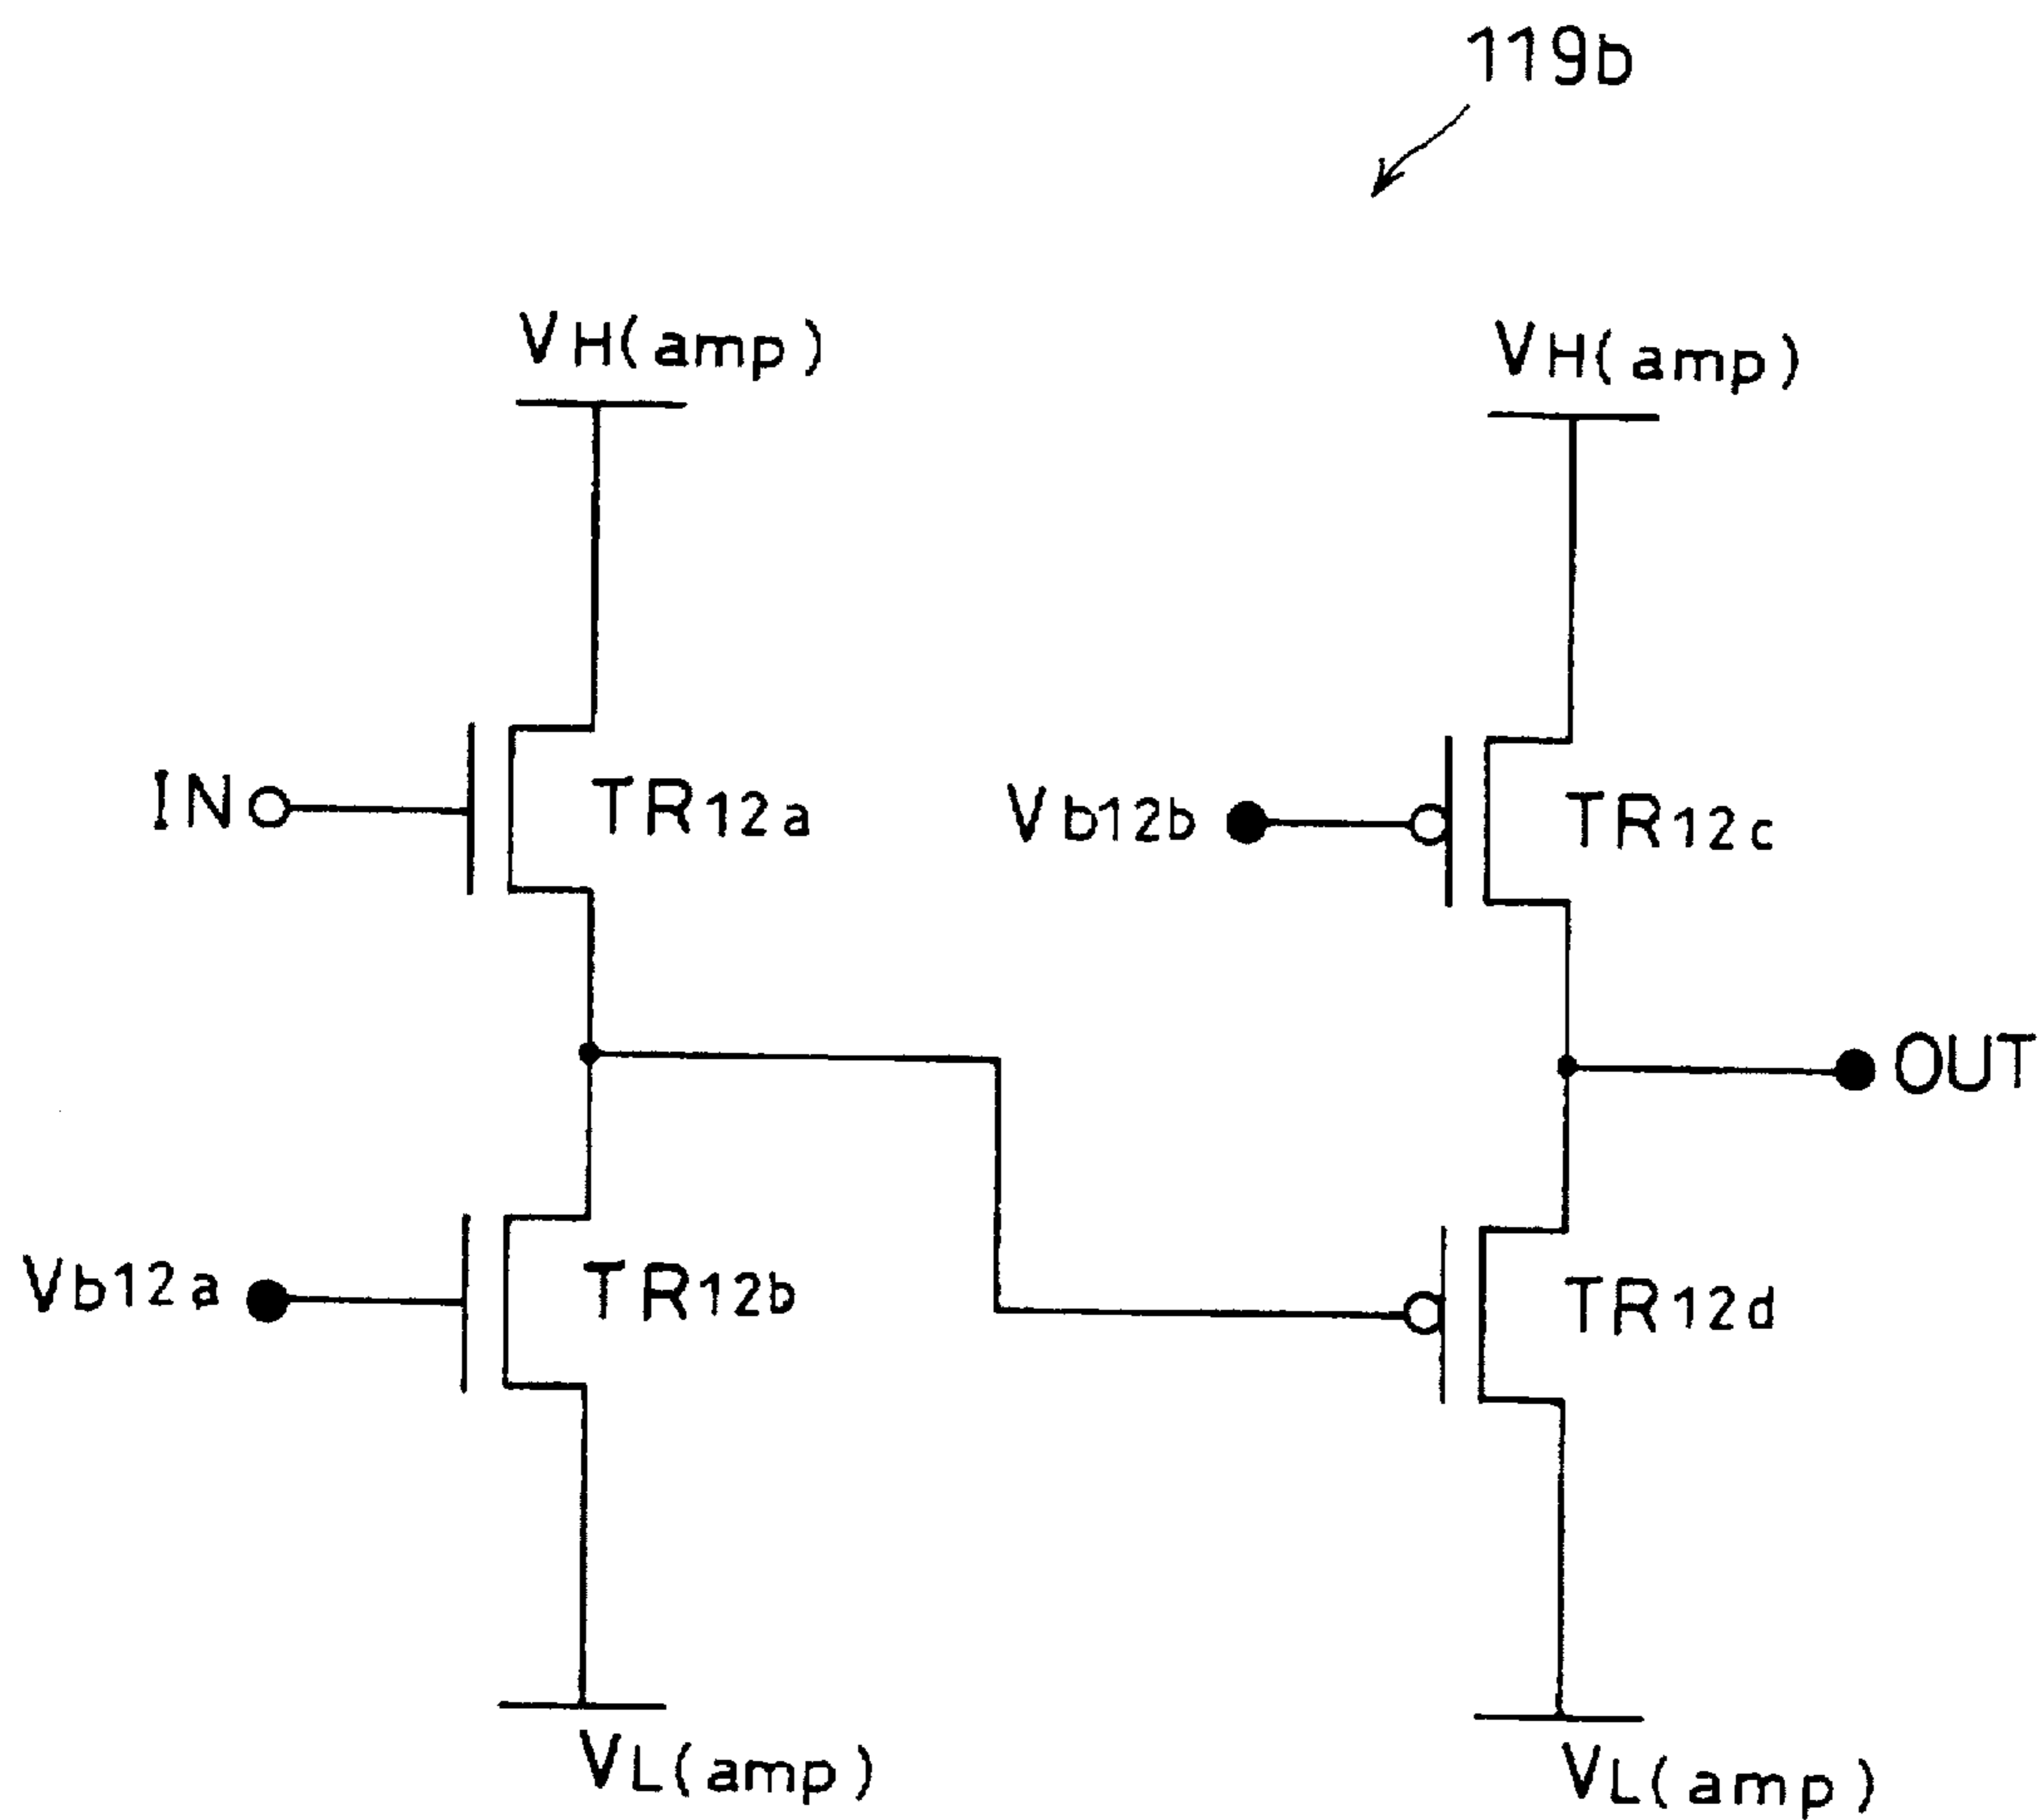 119b
VH(amp)
VH(amp)
IN
TR12a
Vb12b
TR12c
OUT
Vb12a
TR12b
TR12d
VL(amp)
VL(amp)